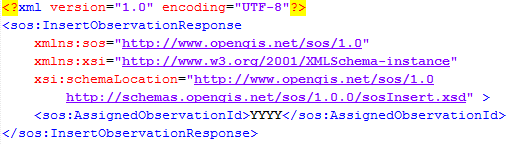 <?xml version="1.0" encoding="UTF-8"?>
<sos:InsertObservationResponse
xmlns:sos="http://www.opengis.net/sos/1.0"
xmlns:xsi="http://www.w3.org/2001/XMLSchema-instance"
xsi:schemaLocation="http://www.opengis.net/sos/1.0
http://schemas.opengis.net/sos/1.0.0/sosInsert.xsd" >
<sos:AssignedObservationId>YYYY</sos:AssignedObservationId>
</sos:InsertObservationResponse>